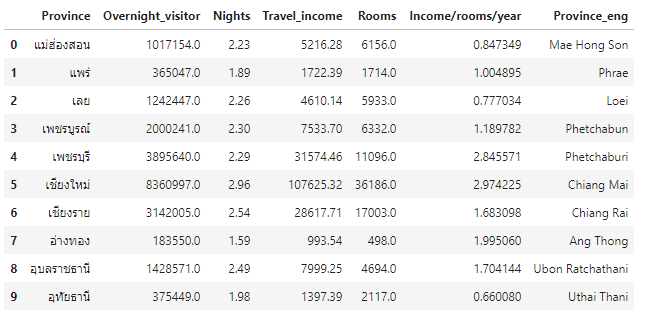 Province Overnight_visitor Nights Travel_income Rooms Income/rooms/year Province_eng
0 แม่ฮ่องสอน 1017154.0 2.23 5216.28 6156.0 0.847349 Mae Hong Son
1 แพร่ 365047.0 1.89 1722.39 1714.0 1.004895 Phrae
2 เลย 1242447.0 2.26 4610.14 5933.0 0.777034 Loei
3 เพชรบูรณ์ 2000241.0 2.30 7533.70 6332.0 1.189782 Phetchabun
4 เพชรบุรี 3895640.0 2.29 31574.46 11096.0 2.845571 Phetchaburi
5 เชียงใหม่ 8360997.0 2.96 107625.32 36186.0 2.974225 Chiang Mai
6 เชียงราย 3142005.0 2.54 28617.71 17003.0 1.683098 Chiang Rai
7 อ่างทอง 183550.0 1.59 993.54 498.0 1.995060 Ang Thong
8 อุบลราชธานี 1428571.0 2.49 7999.25 4694.0 1.704144 Ubon Ratchathani
9 อุทัยธานี 375449.0 1.98 1397.39 2117.0 0.660080 Uthai Thani